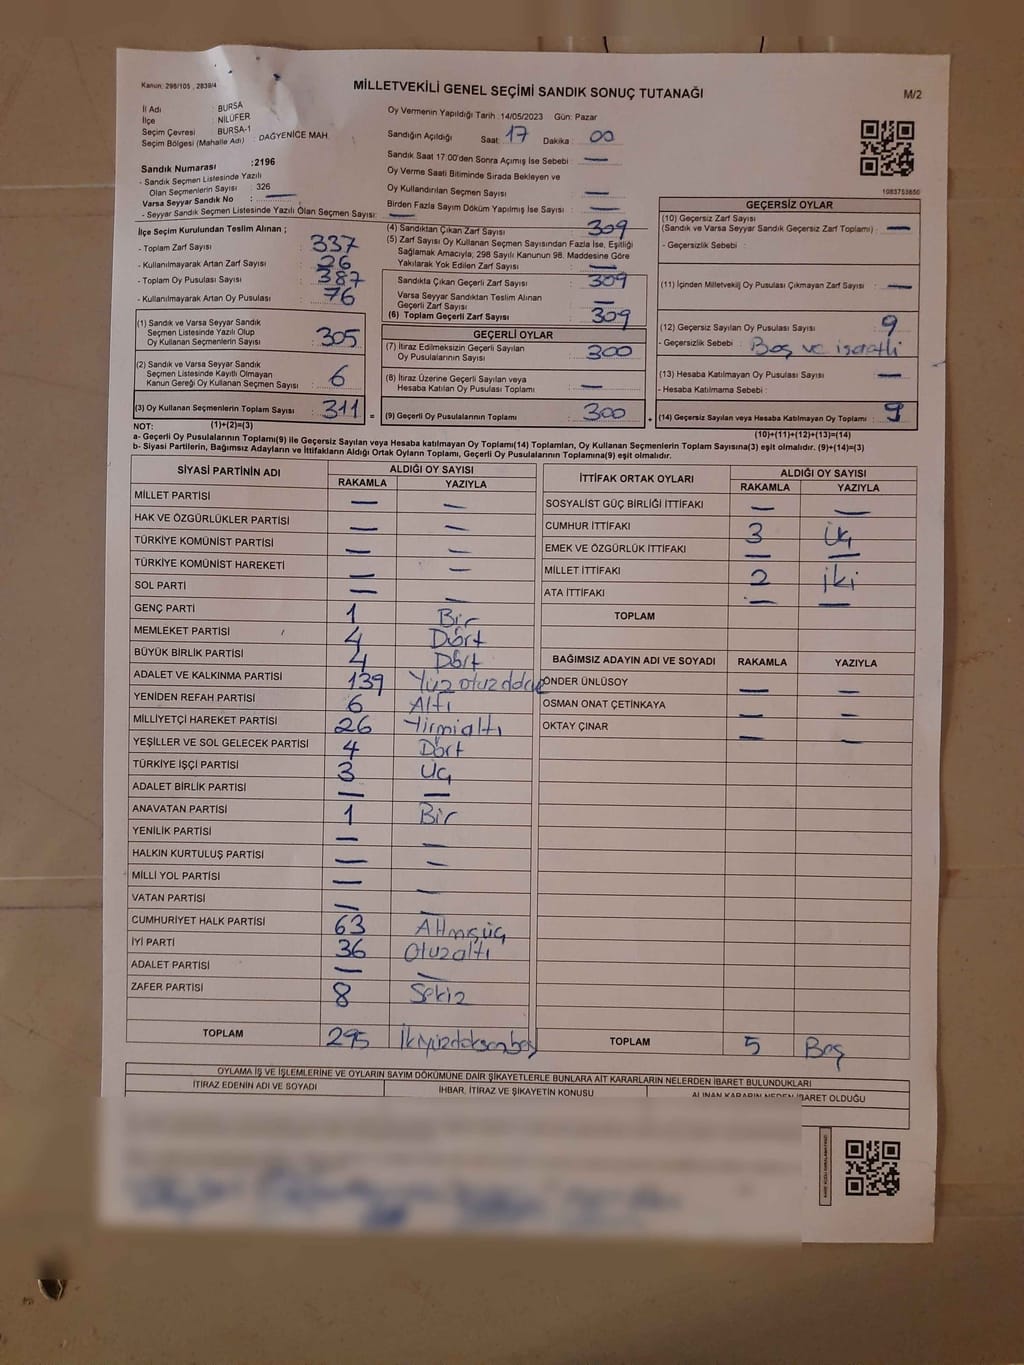 Kanun: 298/105 , 2839/4
MİLLETVEKİLİ GENEL SEÇİMİ SANDIK SONUÇ TUTANAĞI
M/2
İl Adı : BURSA
İlçe : NİLÜFER
Seçim Çevresi : BURSA-1
Seçim Bölgesi (Mahalle Adı) : DAĞYENİCE MAH.
Sandık Numarası :2196
- Sandık Seçmen Listesinde Yazılı
Olan Seçmenlerin Sayısı : 326
Varsa Seyyar Sandık No : —
- Seyyar Sandık Seçmen Listesinde Yazılı Olan Seçmen Sayısı: —
Oy Vermenin Yapıldığı Tarih :14/05/2023 Gün: Pazar
Sandığın Açıldığı Saat: 17 Dakika : 00
Sandık Saat 17:00'den Sonra Açımış İse Sebebi : —
Oy Verme Saati Bitiminde Sırada Bekleyen ve
Oy Kullandırılan Seçmen Sayısı : —
Birden Fazla Sayım Döküm Yapılmış İse Sayısı : —
1083753850
İlçe Seçim Kurulundan Teslim Alınan ;
- Toplam Zarf Sayısı : 337
- Kullanılmayarak Artan Zarf Sayısı : 26
- Toplam Oy Pusulası Sayısı : 387
- Kullanılmayarak Artan Oy Pusulası : 76
(4) Sandıktan Çıkan Zarf Sayısı : 309
(5) Zarf Sayısı Oy Kullanan Seçmen Sayısından Fazla İse, Eşitliği
Sağlamak Amacıyla, 298 Sayılı Kanunun 98. Maddesine Göre
Yakılarak Yok Edilen Zarf Sayısı : —
Sandıkta Çıkan Geçerli Zarf Sayısı : 309
Varsa Seyyar Sandıktan Teslim Alınan
Geçerli Zarf Sayısı : —
(6) Toplam Geçerli Zarf Sayısı : 309
GEÇERSİZ OYLAR
(10) Geçersiz Zarf Sayısı
(Sandık ve Varsa Seyyar Sandık Geçersiz Zarf Toplamı) : —
- Geçersizlik Sebebi :
(11) İçinden Milletvekili Oy Pusulası Çıkmayan Zarf Sayısı : —
(12) Geçersiz Sayılan Oy Pusulası Sayısı : 9
- Geçersizlik Sebebi : Boş ve işaretli
(13) Hesaba Katılmayan Oy Pusulası Sayısı : —
- Hesaba Katılmama Sebebi :
(14) Geçersiz Sayılan veya Hesaba Katılmayan Oy Toplamı : 9
(1) Sandık ve Varsa Seyyar Sandık
Seçmen Listesinde Yazılı Olup
Oy Kullanan Seçmenlerin Sayısı : 305
(2) Sandık ve Varsa Seyyar Sandık
Seçmen Listesinde Kayıtlı Olmayan
Kanun Gereği Oy Kullanan Seçmen Sayısı : 6
(3) Oy Kullanan Seçmenlerin Toplam Sayısı : 311 =
GEÇERLİ OYLAR
(7) İtiraz Edilmeksizin Geçerli Sayılan
Oy Pusulalarının Sayısı : 300
(8) İtiraz Üzerine Geçerli Sayılan veya
Hesaba Katılan Oy Pusulası Toplamı : —
(9) Geçerli Oy Pusulalarının Toplamı : 300 +
NOT: (1)+(2)=(3)
(10)+(11)+(12)+(13)=(14)
a- Geçerli Oy Pusulalarının Toplamı(9) ile Geçersiz Sayılan veya Hesaba katılmayan Oy Toplamı(14) Toplamları, Oy Kullanan Seçmenlerin Toplam Sayısına(3) eşit olmalıdır. (9)+(14)=(3)
b- Siyasi Partilerin, Bağımsız Adayların ve İttifakların Aldığı Ortak Oyların Toplamı, Geçerli Oy Pusulalarının Toplamına(9) eşit olmalıdır.
SİYASİ PARTİNİN ADI ALDIĞI OY SAYISI
RAKAMLA YAZIYLA
MİLLET PARTİSİ — —
HAK VE ÖZGÜRLÜKLER PARTİSİ — —
TÜRKİYE KOMÜNİST PARTİSİ — —
TÜRKİYE KOMÜNİST HAREKETİ — —
SOL PARTİ — —
GENÇ PARTİ 1 Bir
MEMLEKET PARTİSİ 4 Dört
BÜYÜK BİRLİK PARTİSİ 4 Dört
ADALET VE KALKINMA PARTİSİ 139
YENİDEN REFAH PARTİSİ 6 Altı
MİLLİYETÇİ HAREKET PARTİSİ 26 Yirmialtı
YEŞİLLER VE SOL GELECEK PARTİSİ 4 Dört
TÜRKİYE İŞÇİ PARTİSİ 3 Üç
ADALET BİRLİK PARTİSİ — —
ANAVATAN PARTİSİ 1 Bir
YENİLİK PARTİSİ — —
HALKIN KURTULUŞ PARTİSİ — —
MİLLİ YOL PARTİSİ — —
VATAN PARTİSİ — —
CUMHURİYET HALK PARTİSİ 63 Altmışüç
İYİ PARTİ 36 Otuzaltı
ADALET PARTİSİ — —
ZAFER PARTİSİ 8 Sekiz
TOPLAM 295 İkiyüzdoksanbeş
İTTİFAK ORTAK OYLARI ALDIĞI OY SAYISI
RAKAMLA YAZIYLA
SOSYALİST GÜÇ BİRLİĞİ İTTİFAKI — —
CUMHUR İTTİFAKI 3 Üç
EMEK VE ÖZGÜRLÜK İTTİFAKI — —
MİLLET İTTİFAKI 2 İki
ATA İTTİFAKI — —
TOPLAM
BAĞIMSIZ ADAYIN ADI VE SOYADI RAKAMLA YAZIYLA
ÖNDER ÜNLÜSOY — —
OSMAN ONAT ÇETİNKAYA — —
OKTAY ÇINAR — —
TOPLAM 5 Beş
OYLAMA İŞ VE İŞLEMLERİNE VE OYLARIN SAYIM DÖKÜMÜNE DAİR ŞİKAYETLERLE BUNLARA AİT KARARLARIN NELERDEN İBARET BULUNDUKLARI
İTİRAZ EDENİN ADI VE SOYADI İHBAR, İTİRAZ VE ŞİKAYETİN KONUSU ALINAN KARARIN NEDEN İBARET OLDUĞU